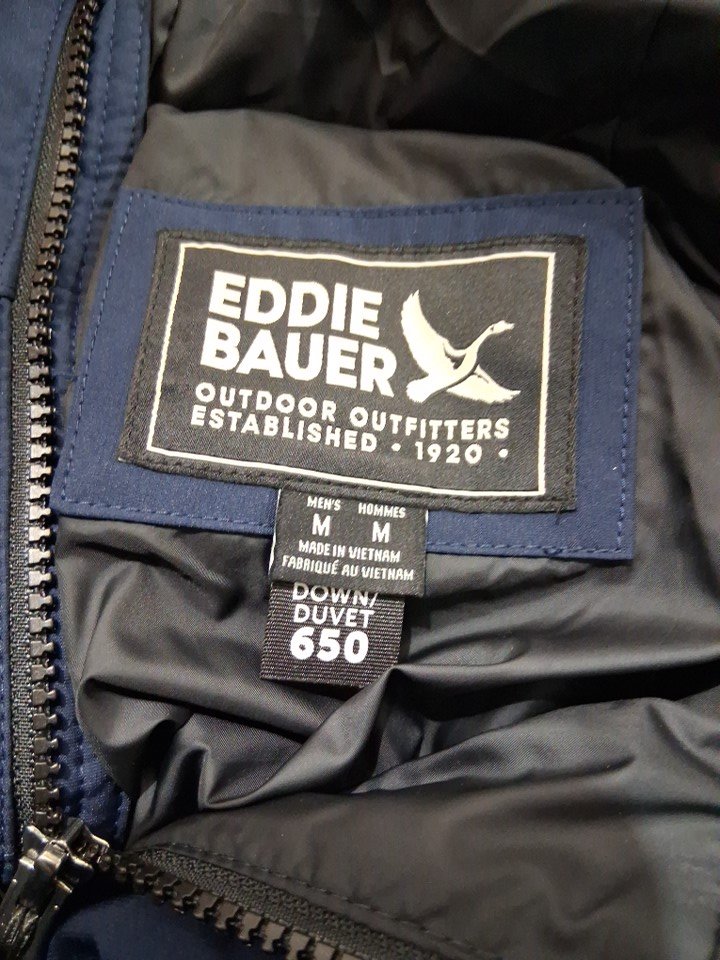 EDDIE
BAUER
OUTDOOR OUTFITTERS
ESTABLISHED • 1920 •
MEN'S HOMMES
M M
MADE IN VIETNAM
FABRIQUÉ AU VIETNAM
DOWN/
DUVET
650